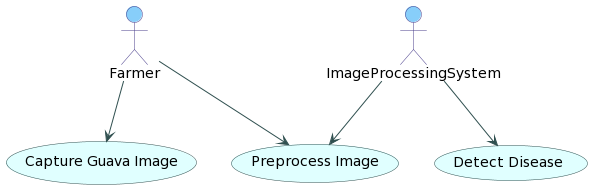 Farmer
ImageProcessingSystem
Capture Guava Image
Preprocess Image
Detect Disease